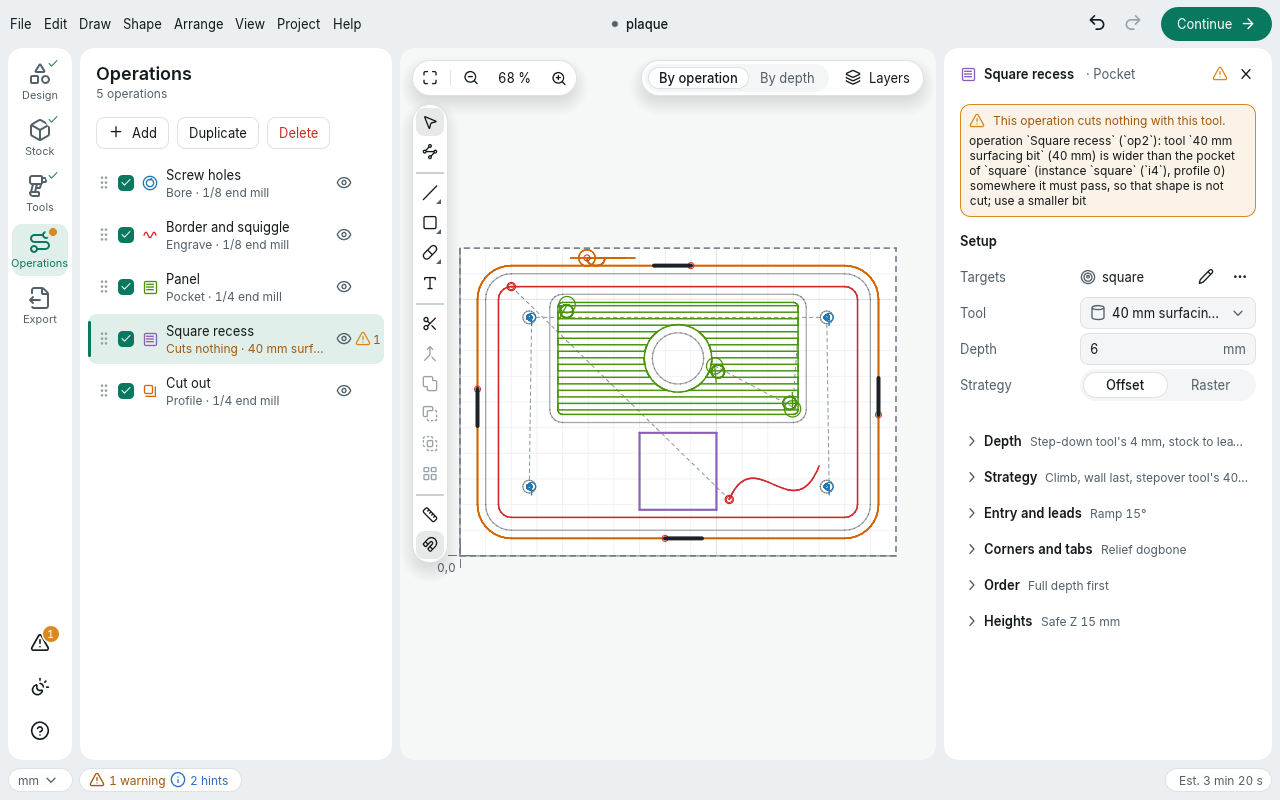 File Edit Draw Shape Arrange View Project Help
plaque
Continue
Design
Stock
Tools
Operations
Export
1
Operations
5 operations
Add
Duplicate
Delete
Screw holes
Bore · 1/8 end mill
Border and squiggle
Engrave · 1/8 end mill
Panel
Pocket · 1/4 end mill
Square recess
Cuts nothing · 40 mm surf...
1
Cut out
Profile · 1/4 end mill
68 %
By operation
By depth
Layers
0,0
Square recess · Pocket
This operation cuts nothing with this tool.
operation `Square recess` (`op2`): tool `40 mm
surfacing bit` (40 mm) is wider than the pocket
of `square` (instance `square` (`i4`), profile 0)
somewhere it must pass, so that shape is not
cut; use a smaller bit
Setup
Targets square
Tool 40 mm surfacin...
Depth 6 mm
Strategy Offset Raster
Depth Step-down tool's 4 mm, stock to lea...
Strategy Climb, wall last, stepover tool's 40...
Entry and leads Ramp 15°
Corners and tabs Relief dogbone
Order Full depth first
Heights Safe Z 15 mm
mm
1 warning
2 hints
Est. 3 min 20 s